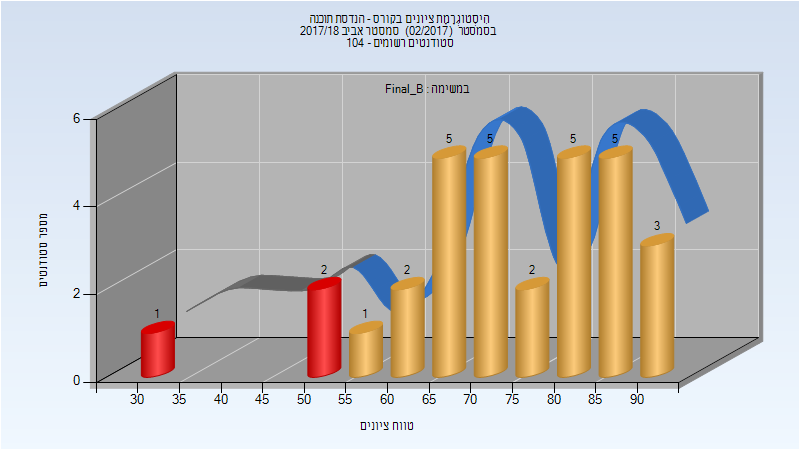 היסטוגרמת ציונים בקורס - הנדסת תוכנה
בסמסטר (02/2017) סמסטר אביב 2017/18
סטודנטים רשומים - 104
במשימה : Final_B
6
4
2
0
מספר סטודנטים
1
2
1
2
5
5
2
5
5
3
30 35 40 45 50 55 60 65 70 75 80 85 90
טווח ציונים